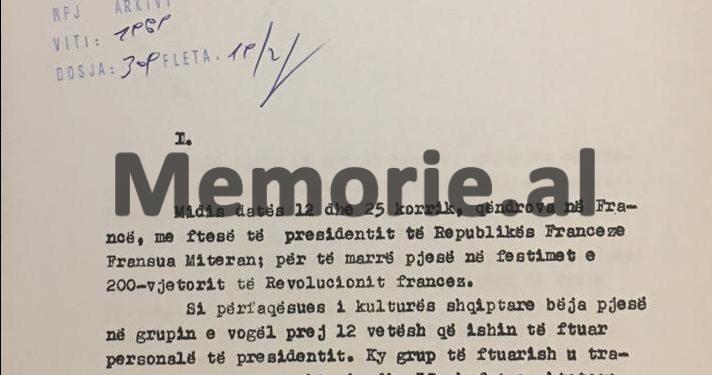 MPJ ARKIVI
VITI: 1989
DOSJA: FLETA.
I.
Memorie.al
Midis datës 12 dhe 25 korrik, qëndrova në Fra-
ncë, me ftesë të presidentit të Republikës Franceze
Fransua Miteran; për të marrë pjesë në festimet e
200-vjetorit të Revolucionit francez.
Si përfaqësues i kulturës shqiptare bëja pjesë
në grupin e vogël prej 12 vetësh që ishin të ftuar
personalë të presidentit. Ky grup të ftuarish u tra-